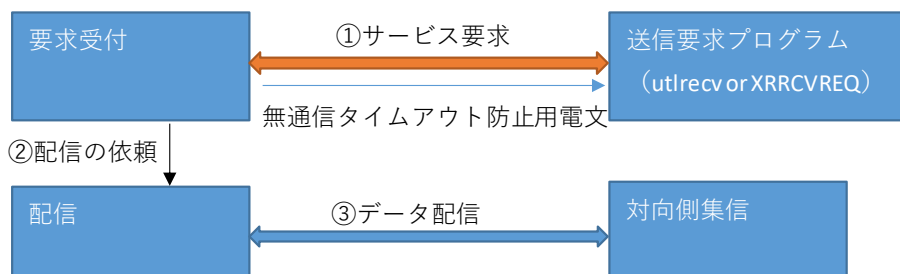 要求受付
①サービス要求
送信要求プログラム
（utlrecv or XRRCVREQ）
無通信タイムアウト防止用電文
②配信の依頼
配信
③データ配信
対向側集信